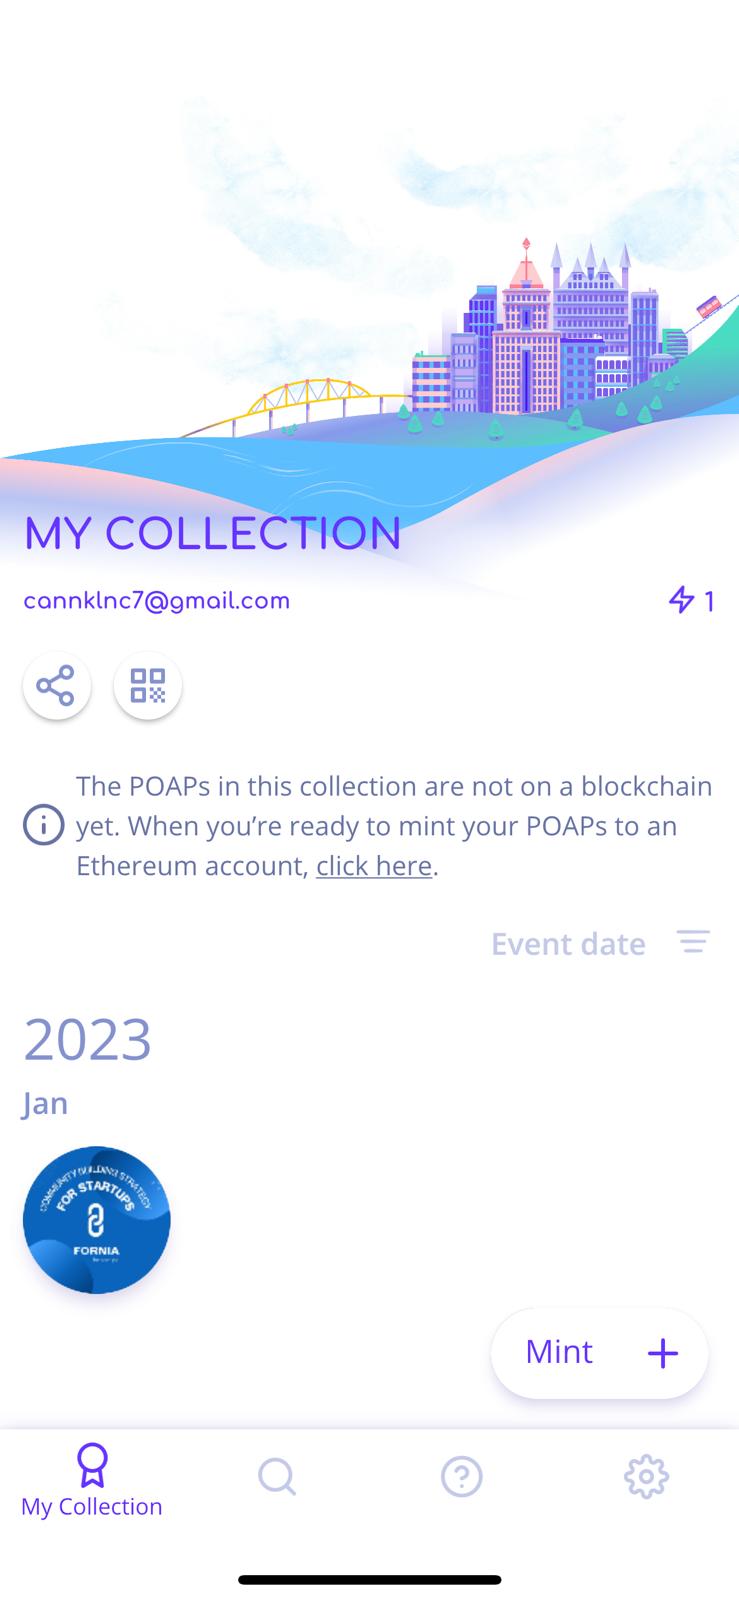 MY COLLECTION
cannklnc7@gmail.com
1
The POAPs in this collection are not on a blockchain
yet. When you’re ready to mint your POAPs to an
Ethereum account, click here.
Event date
2023
Jan
COMMUNITY BUILDING STRATEGY
FOR STARTUPS
FORNIA
Mint
My Collection